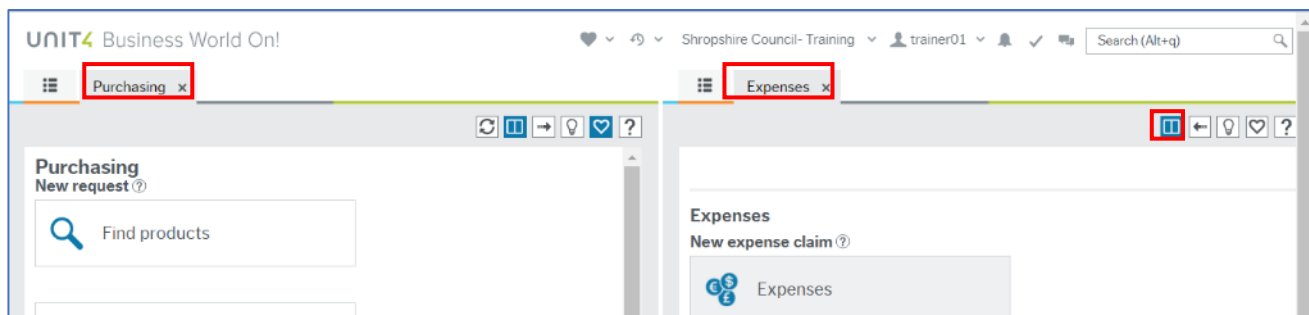 UNIT4 Business World On!
Shropshire Council- Training
trainer01
Search (Alt+q)
Purchasing x
Expenses x
?
?
Purchasing
New request ?
Find products
Expenses
New expense claim ?
Expenses